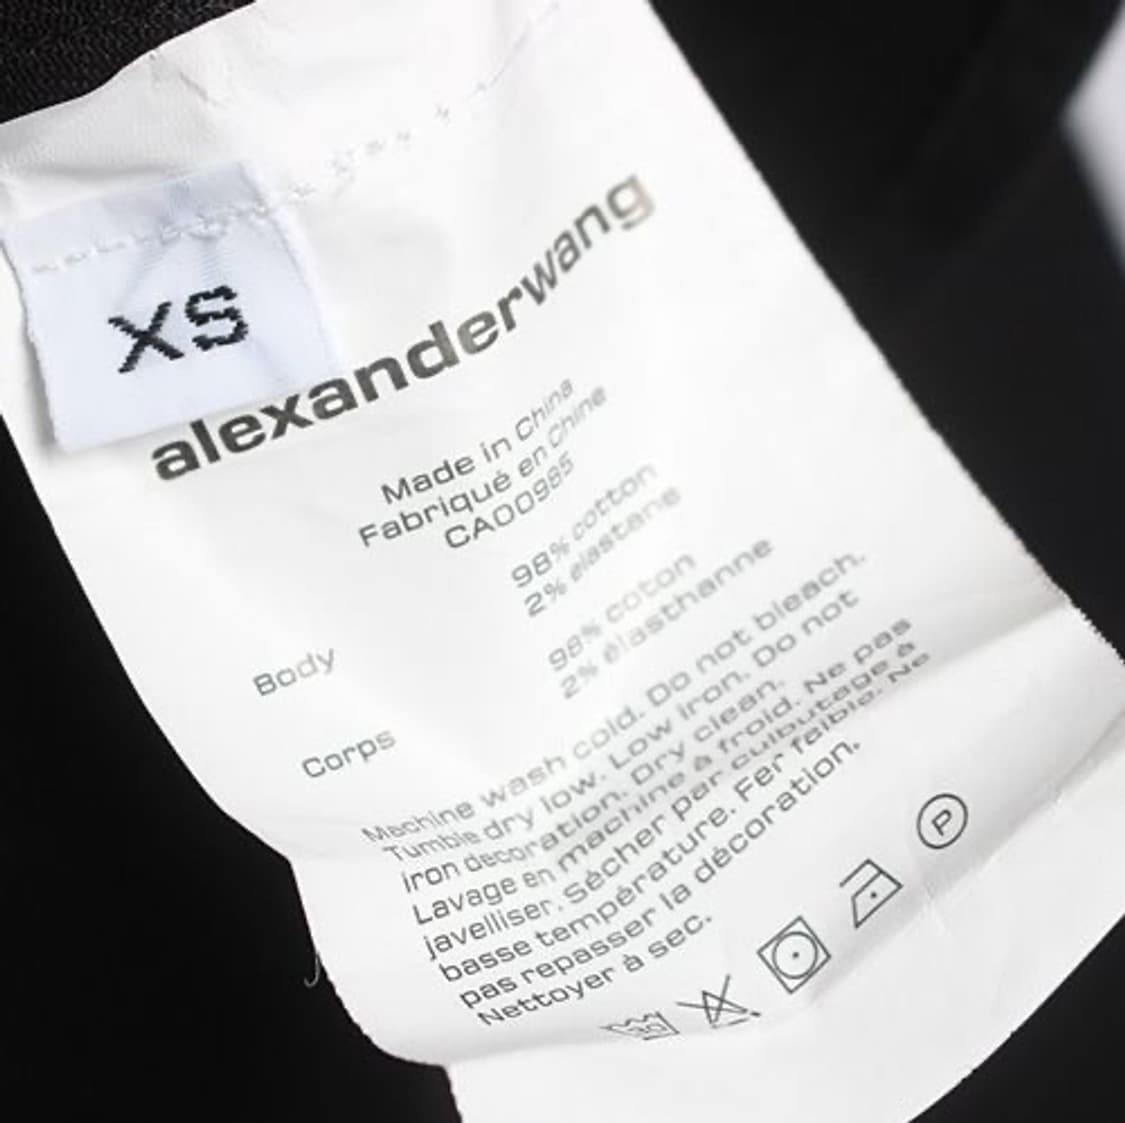 XS
alexanderwang
Made in China
Fabriqué en Chine
CA00985
Body
98% cotton
2% elastane
Corps
98% coton
2% élasthanne
Machine wash cold. Do not bleach.
Tumble dry low. Low iron. Do not
iron decoration. Dry clean.
Lavage en machine à froid. Ne pas
javelliser. Sécher par culbutage à
basse température. Fer feible. Ne
pas repasser la décoration.
Nettoyer à sec.
P